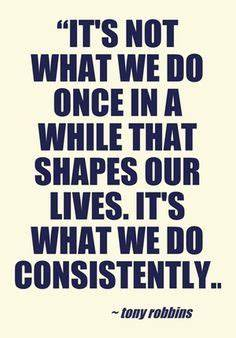 “IT'S NOT
WHAT WE DO
ONCE IN A
WHILE THAT
SHAPES OUR
LIVES. IT'S
WHAT WE DO
CONSISTENTLY..
~ tony robbins